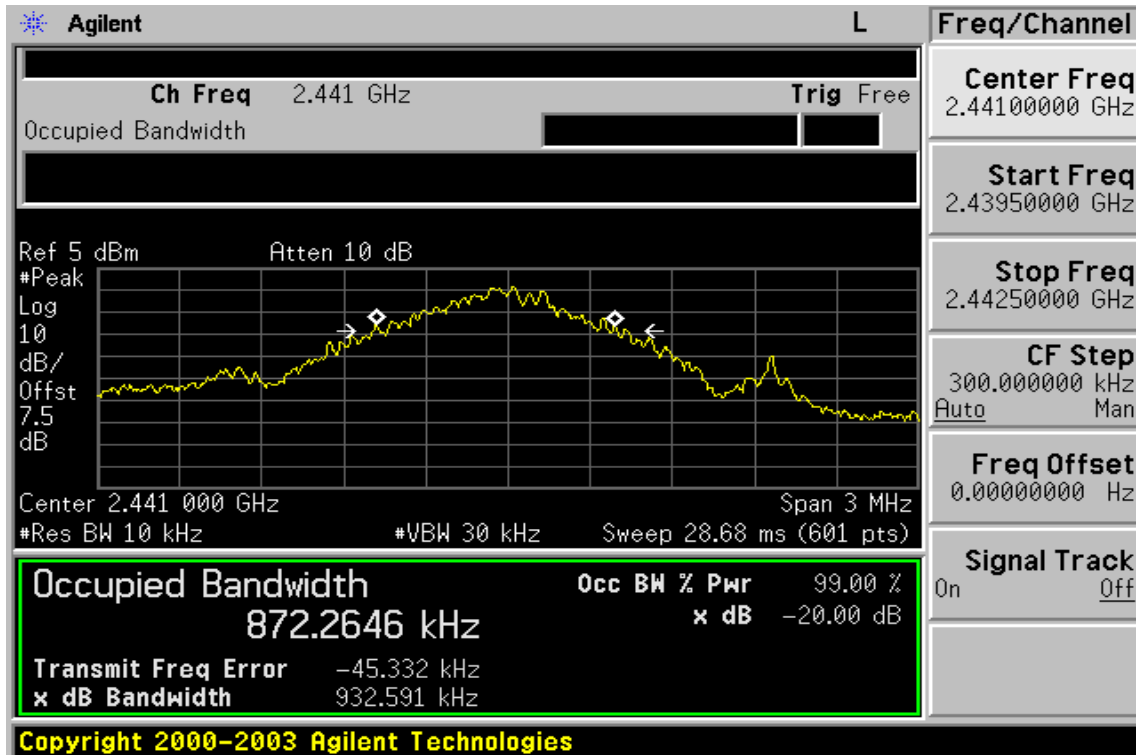 Agilent L Freq/Channel
Ch Freq 2.441 GHz Trig Free
Occupied Bandwidth
Center Freq
2.44100000 GHz
Start Freq
2.43950000 GHz
Stop Freq
2.44250000 GHz
CF Step
300.000000 kHz
Auto Man
Freq Offset
0.00000000 Hz
Signal Track
On Off
Ref 5 dBm Atten 10 dB
#Peak
Log
10
dB/
Offst
7.5
dB
Center 2.441 000 GHz Span 3 MHz
#Res BW 10 kHz #VBW 30 kHz Sweep 28.68 ms (601 pts)
Occupied Bandwidth Occ BW % Pwr 99.00 %
872.2646 kHz x dB -20.00 dB
Transmit Freq Error -45.332 kHz
x dB Bandwidth 932.591 kHz
Copyright 2000-2003 Agilent Technologies